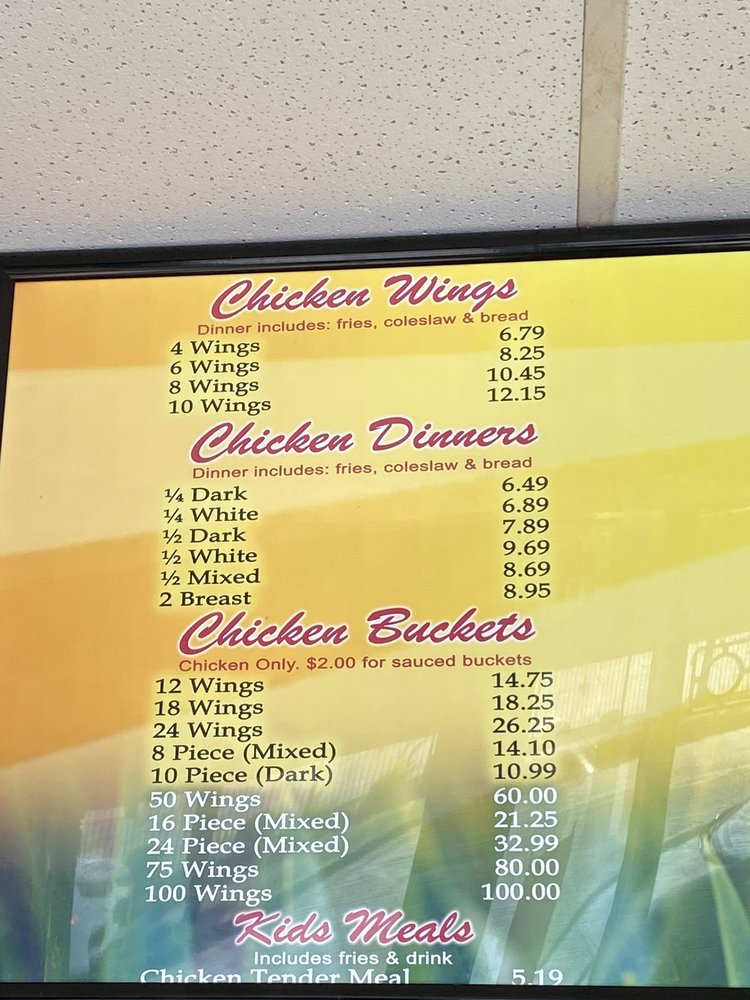 Chicken Wings
Dinner includes: fries, coleslaw & bread
4 Wings 6.79
6 Wings 8.25
8 Wings 10.45
10 Wings 12.15
Chicken Dinners
Dinner includes: fries, coleslaw & bread
¼ Dark 6.49
¼ White 6.89
½ Dark 7.89
½ White 9.69
½ Mixed 8.69
2 Breast 8.95
Chicken Buckets
Chicken Only. $2.00 for sauced buckets
12 Wings 14.75
18 Wings 18.25
24 Wings 26.25
8 Piece (Mixed) 14.10
10 Piece (Dark) 10.99
50 Wings 60.00
16 Piece (Mixed) 21.25
24 Piece (Mixed) 32.99
75 Wings 80.00
100 Wings 100.00
Kids Meals
Includes fries & drink
Chicken Tender Meal 5.19